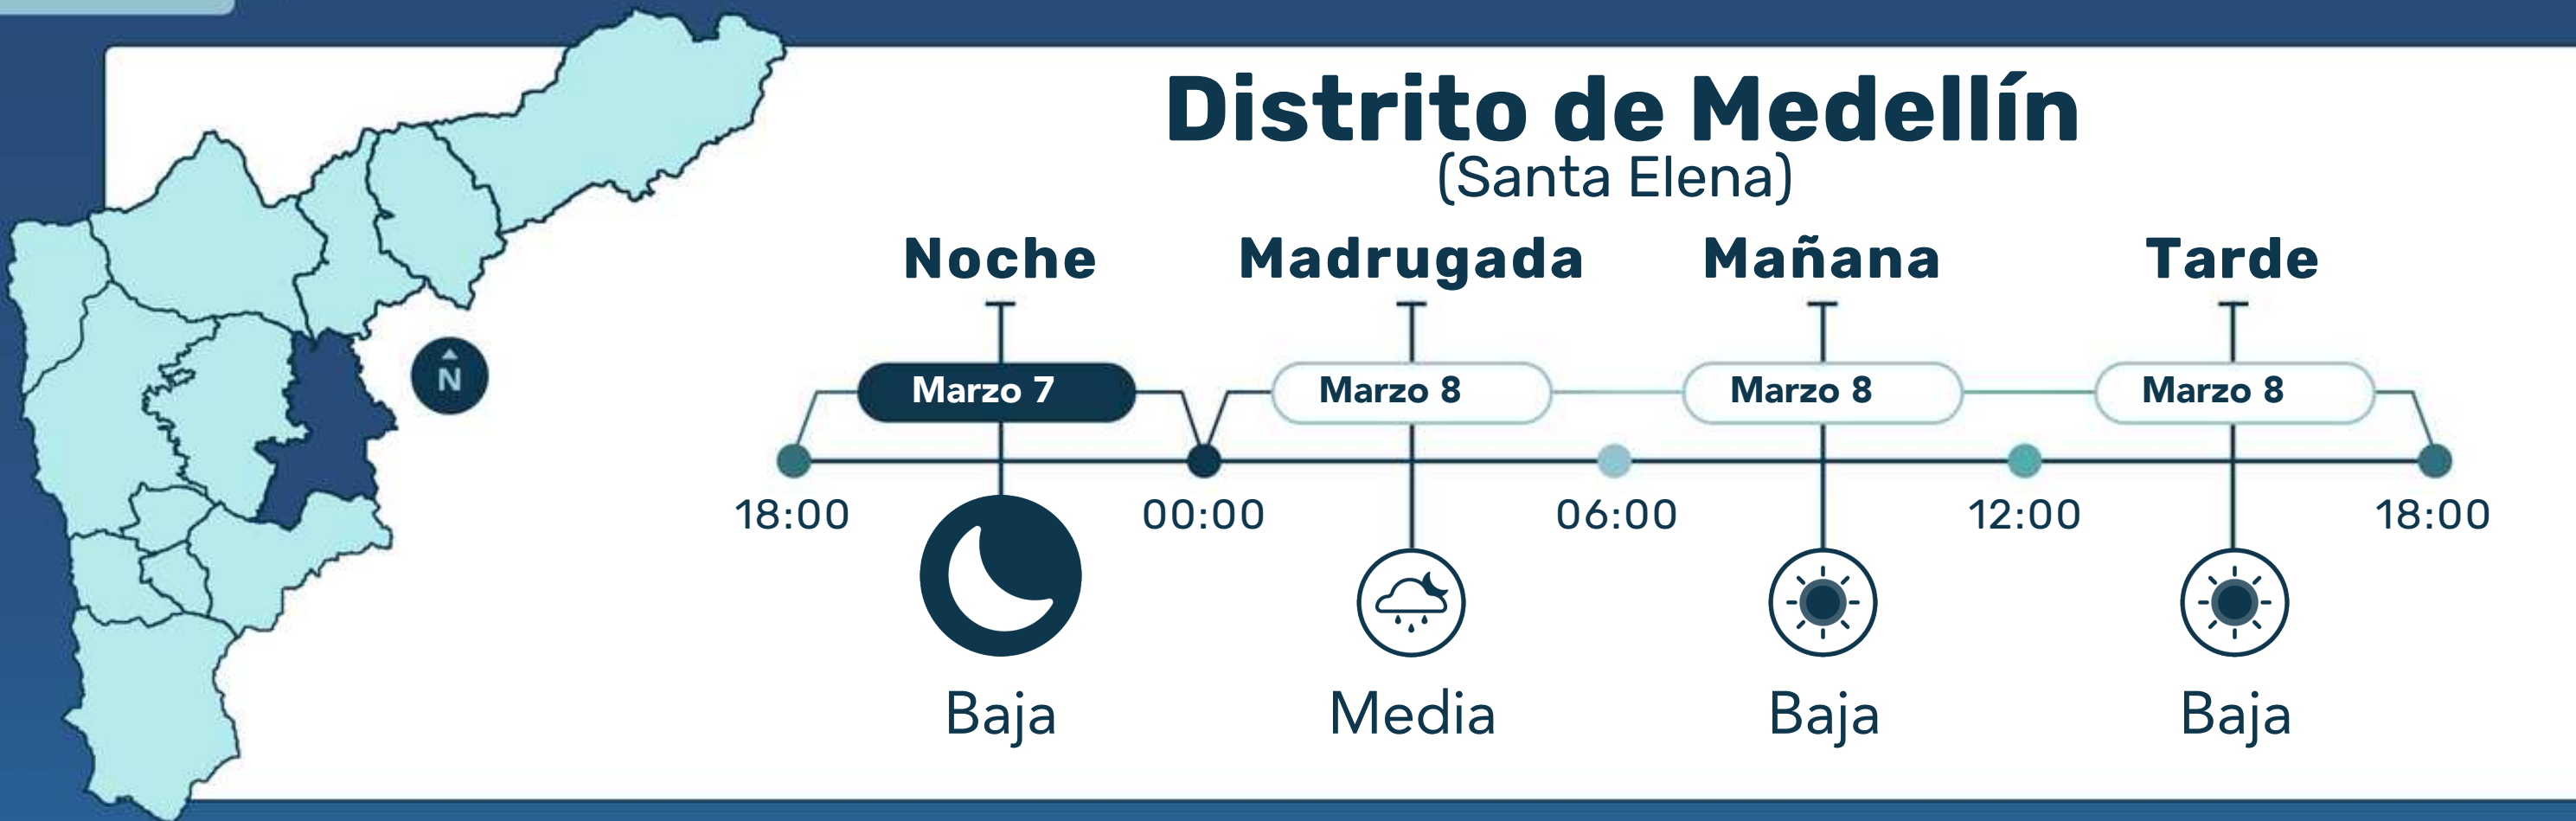 Distrito de Medellín
(Santa Elena)
Noche Madrugada Mañana Tarde
N
Marzo 7 Marzo 8 Marzo 8 Marzo 8
18:00 00:00 06:00 12:00 18:00
Baja Media Baja Baja